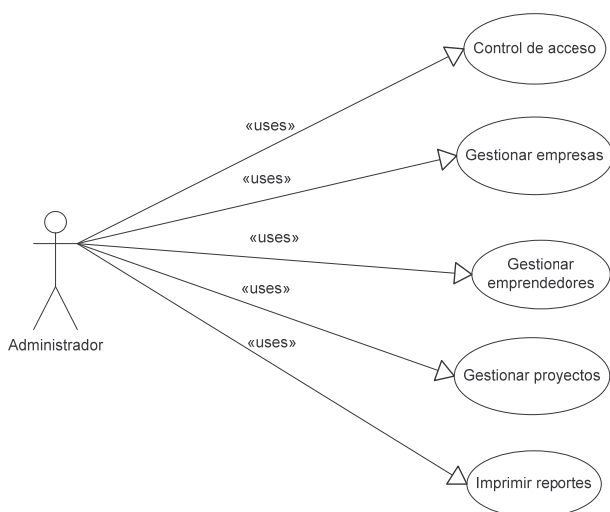 Control de acceso
«uses»
Gestionar empresas
«uses»
«uses»
Gestionar
emprendedores
«uses»
Administrador
«uses»
Gestionar proyectos
Imprimir reportes